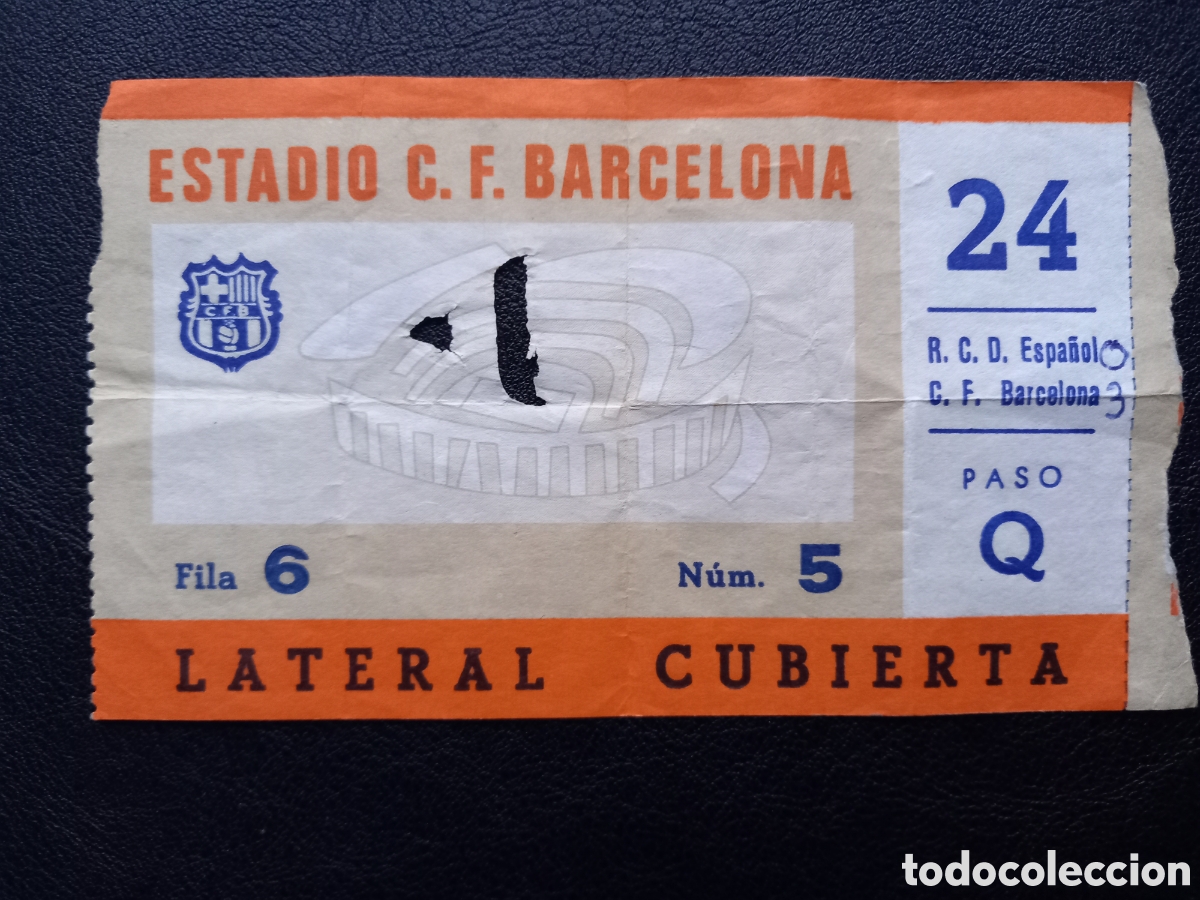 ESTADIO C. F. BARCELONA
C F B
24
R. C. D. Español 0
C. F. Barcelona 3
PASO
Q
Fila 6 Núm. 5
LATERAL CUBIERTA
todocoleccion